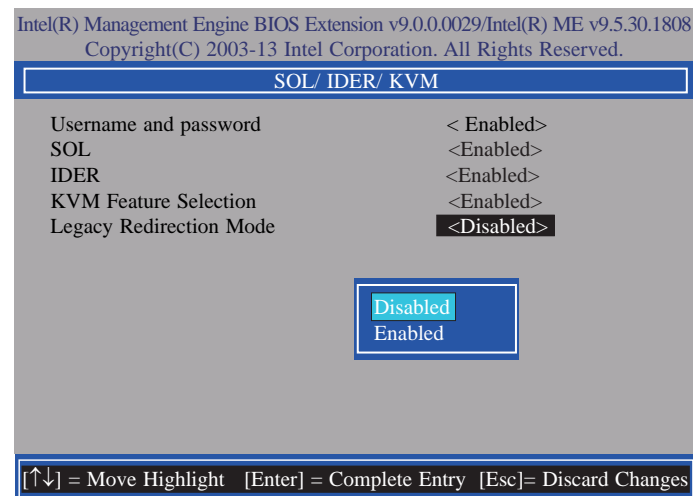 Intel(R) Management Engine BIOS Extension v9.0.0.0029/Intel(R) ME v9.5.30.1808
Copyright(C) 2003-13 Intel Corporation. All Rights Reserved.
SOL/ IDER/ KVM
Username and password < Enabled>
SOL <Enabled>
IDER <Enabled>
KVM Feature Selection <Enabled>
Legacy Redirection Mode <Disabled>
Disabled
Enabled
[↑↓] = Move Highlight [Enter] = Complete Entry [Esc]= Discard Changes